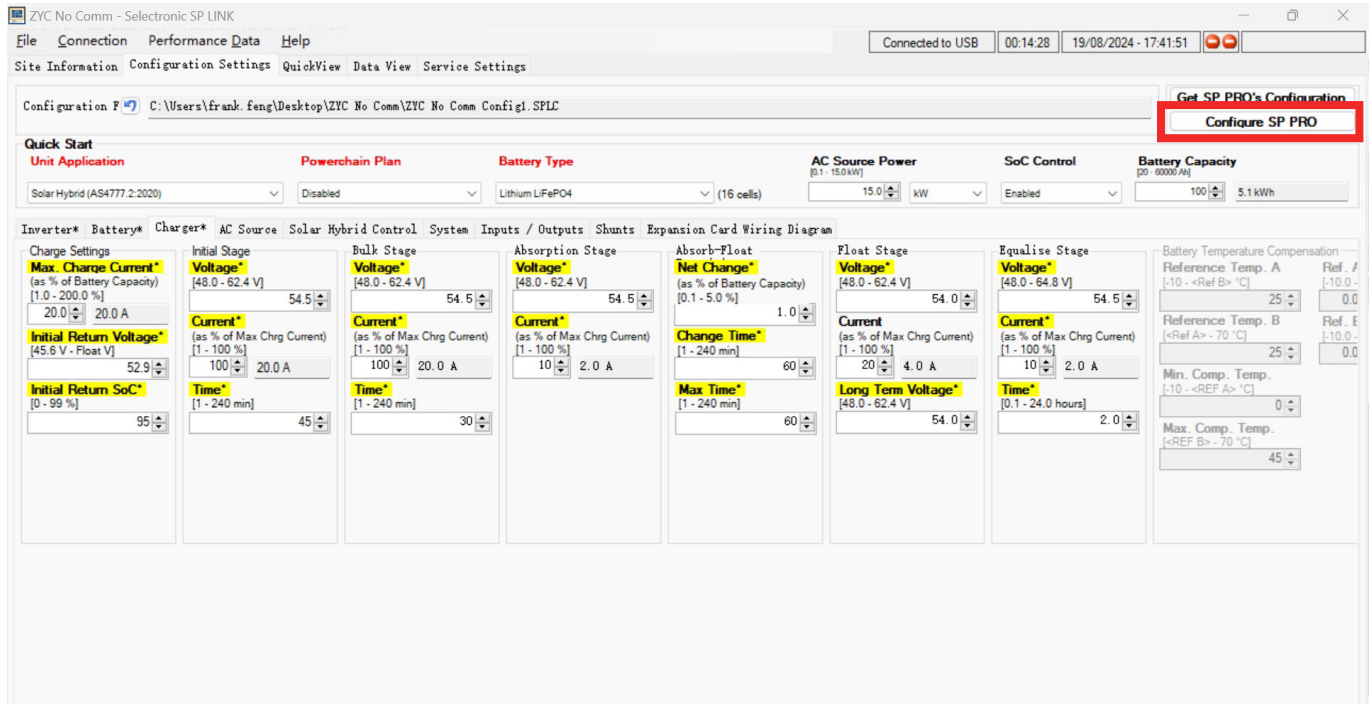 ZYC No Comm - Selectronic SP LINK
File Connection Performance Data Help
Connected to USB 00:14:28 19/08/2024 - 17:41:51
Site Information Configuration Settings QuickView Data View Service Settings
Configuration F C:\Users\frank.feng\Desktop\ZYC No Comm\ZYC No Comm Config1.SPLC
Get SP PRO's Configuration
Configure SP PRO
Quick Start
Unit Application
Solar Hybrid (AS4777.2:2020)
Powerchain Plan
Disabled
Battery Type
Lithium LiFePO4 (16 cells)
AC Source Power
[0.1 - 15.0 kW]
15.0 kW
SoC Control
Enabled
Battery Capacity
[20 - 60000 Ah]
100 5.1 kWh
Inverter* Battery* Charger* AC Source Solar Hybrid Control System Inputs / Outputs Shunts Expansion Card Wiring Diagram
Charge Settings
Max. Charge Current*
(as % of Battery Capacity)
[1.0 - 200.0 %]
20.0 20.0 A
Initial Return Voltage*
[45.6 V - Float V]
52.9
Initial Return SoC*
[0 - 99 %]
95
Initial Stage
Voltage*
[48.0 - 62.4 V]
54.5
Current*
(as % of Max Chrg Current)
[1 - 100 %]
100 20.0 A
Time*
[1 - 240 min]
45
Bulk Stage
Voltage*
[48.0 - 62.4 V]
54.5
Current*
(as % of Max Chrg Current)
[1 - 100 %]
100 20.0 A
Time*
[1 - 240 min]
30
Absorption Stage
Voltage*
[48.0 - 62.4 V]
54.5
Current*
(as % of Max Chrg Current)
[1 - 100 %]
10 2.0 A
Absorb-Float
Net Change*
(as % of Battery Capacity)
[0.1 - 5.0 %]
1.0
Change Time*
[1 - 240 min]
60
Max Time*
[1 - 240 min]
60
Float Stage
Voltage*
[48.0 - 62.4 V]
54.0
Current
(as % of Max Chrg Current)
[1 - 100 %]
20 4.0 A
Long Term Voltage*
[48.0 - 62.4 V]
54.0
Equalise Stage
Voltage*
[48.0 - 64.8 V]
54.5
Current*
(as % of Max Chrg Current)
[1 - 100 %]
10 2.0 A
Time*
[0.1 - 24.0 hours]
2.0
Battery Temperature Compensation
Reference Temp. A
[-10 - <Ref B> °C]
25
Reference Temp. B
[<Ref A> - 70 °C]
25
Min. Comp. Temp.
[-10 - <REF A> °C]
0
Max. Comp. Temp.
[<REF B> - 70 °C]
45
Ref.
[-10.0 -
0.0
Ref.
[-10.0 -
0.0